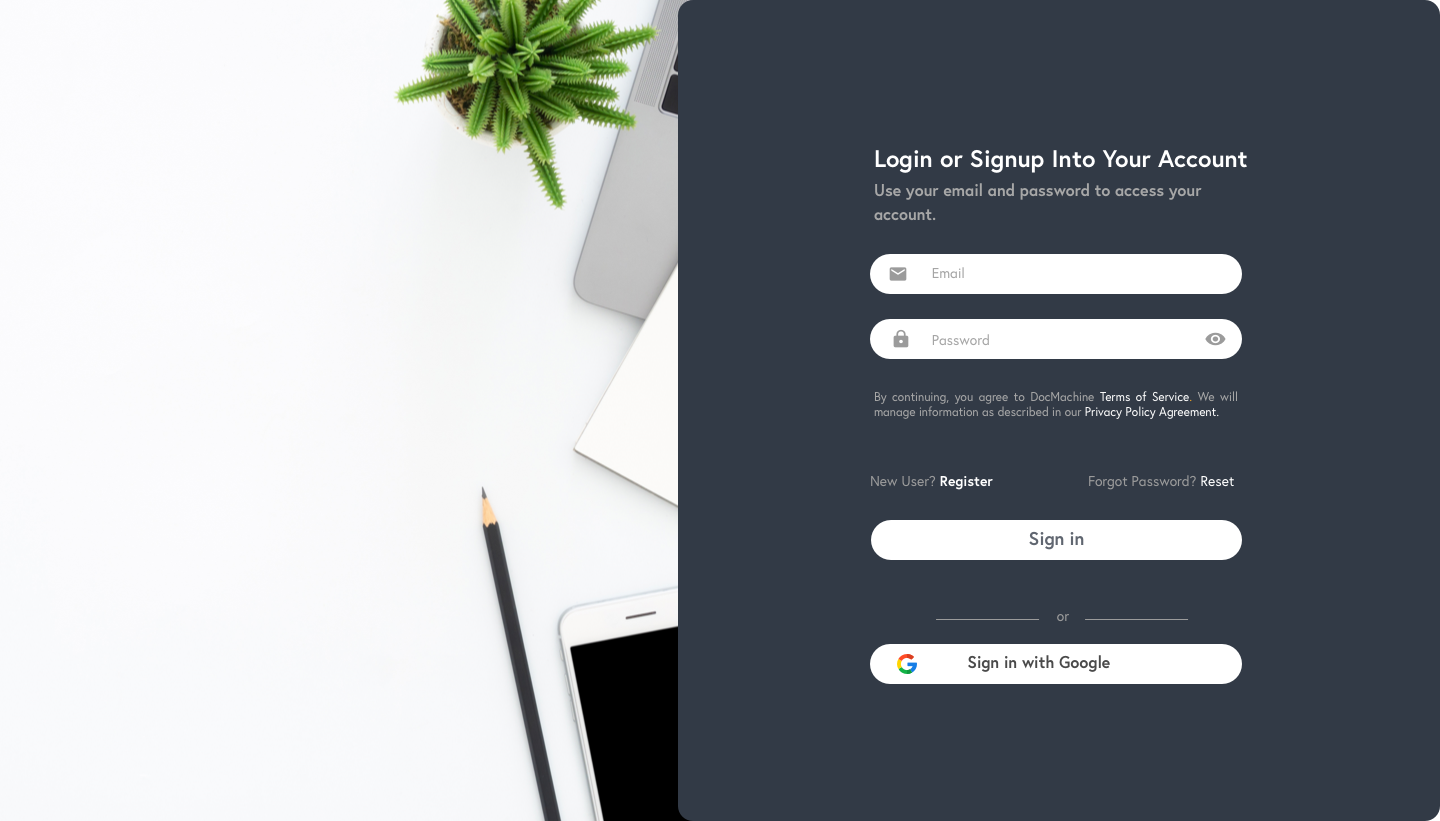 Login or Signup Into Your Account
Use your email and password to access your
account.
Email
Password
By continuing, you agree to DocMachine Terms of Service. We will
manage information as described in our Privacy Policy Agreement.
New User? Register
Forgot Password? Reset
Sign in
or
Sign in with Google